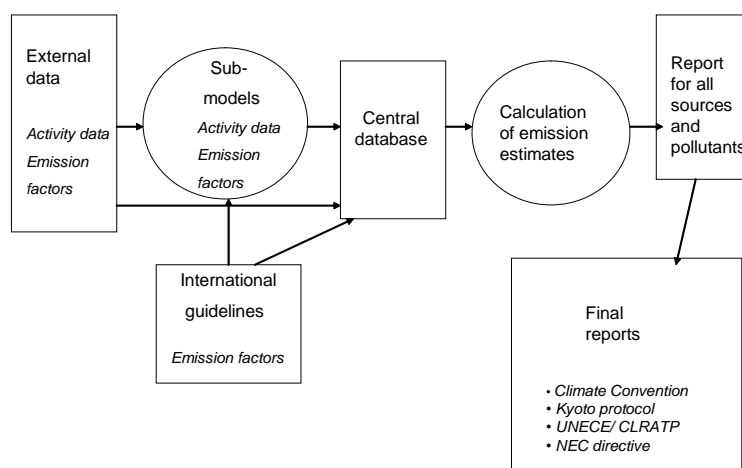 External
data
Activity data
Emission
factors
Sub-
models
Activity data
Emission
factors
Central
database
Calculation
of emission
estimates
Report
for all
sources
and
pollutants
International
guidelines
Emission factors
Final
reports
• Climate Convention
• Kyoto protocol
• UNECE/ CLRATP
• NEC directive